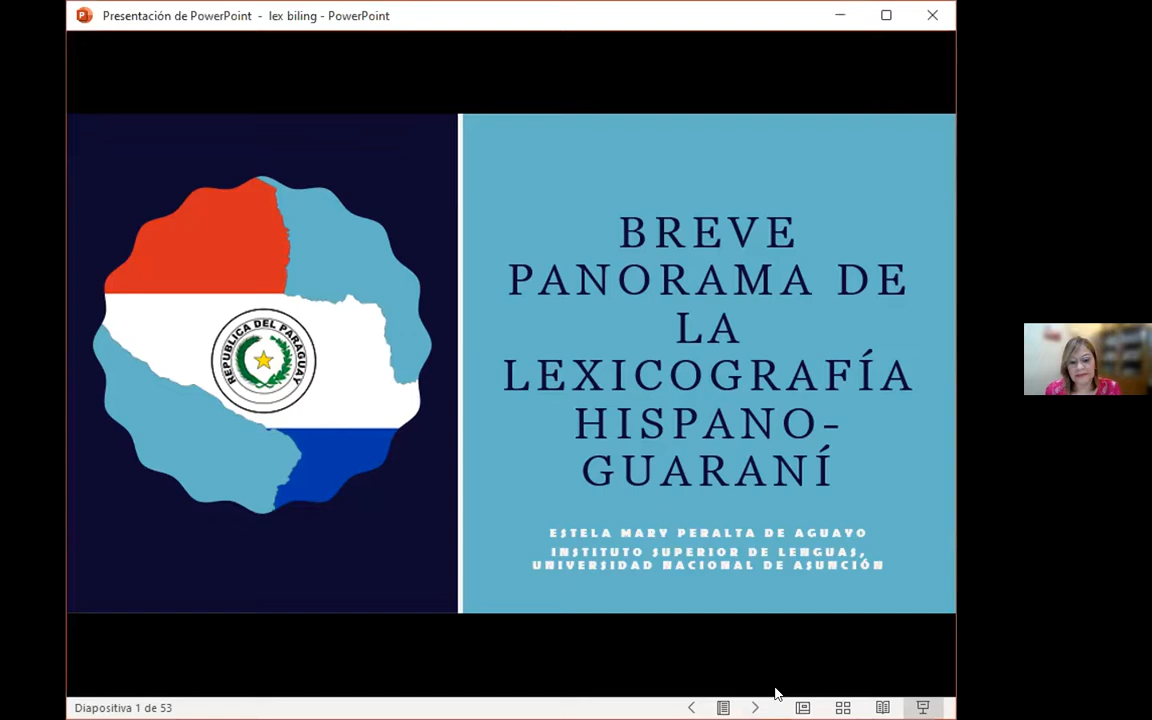 Presentación de PowerPoint - lex biling - PowerPoint
REPUBLICA DEL PARAGUAY
BREVE
PANORAMA DE
LA
LEXICOGRAFÍA
HISPANO-
GUARANÍ
ESTELA MARY PERALTA DE AGUAYO
INSTITUTO SUPERIOR DE LENGUAS,
UNIVERSIDAD NACIONAL DE ASUNCIÓN
Diapositiva 1 de 53